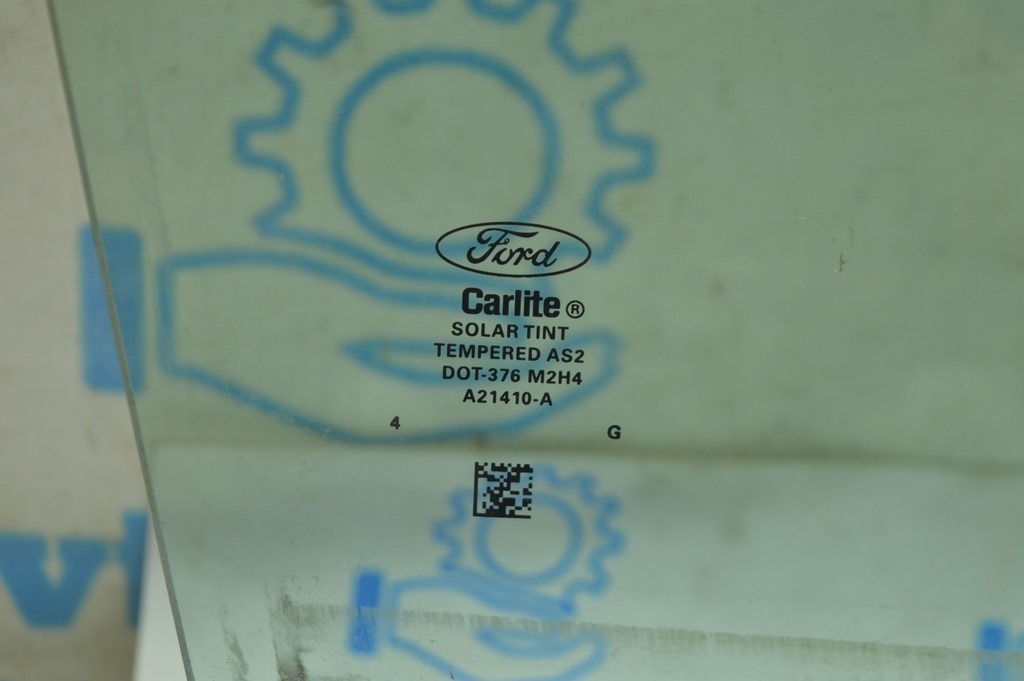 Ford
Carlite®
SOLAR TINT
TEMPERED AS2
DOT-376 M2H4
A21410-A
4 G